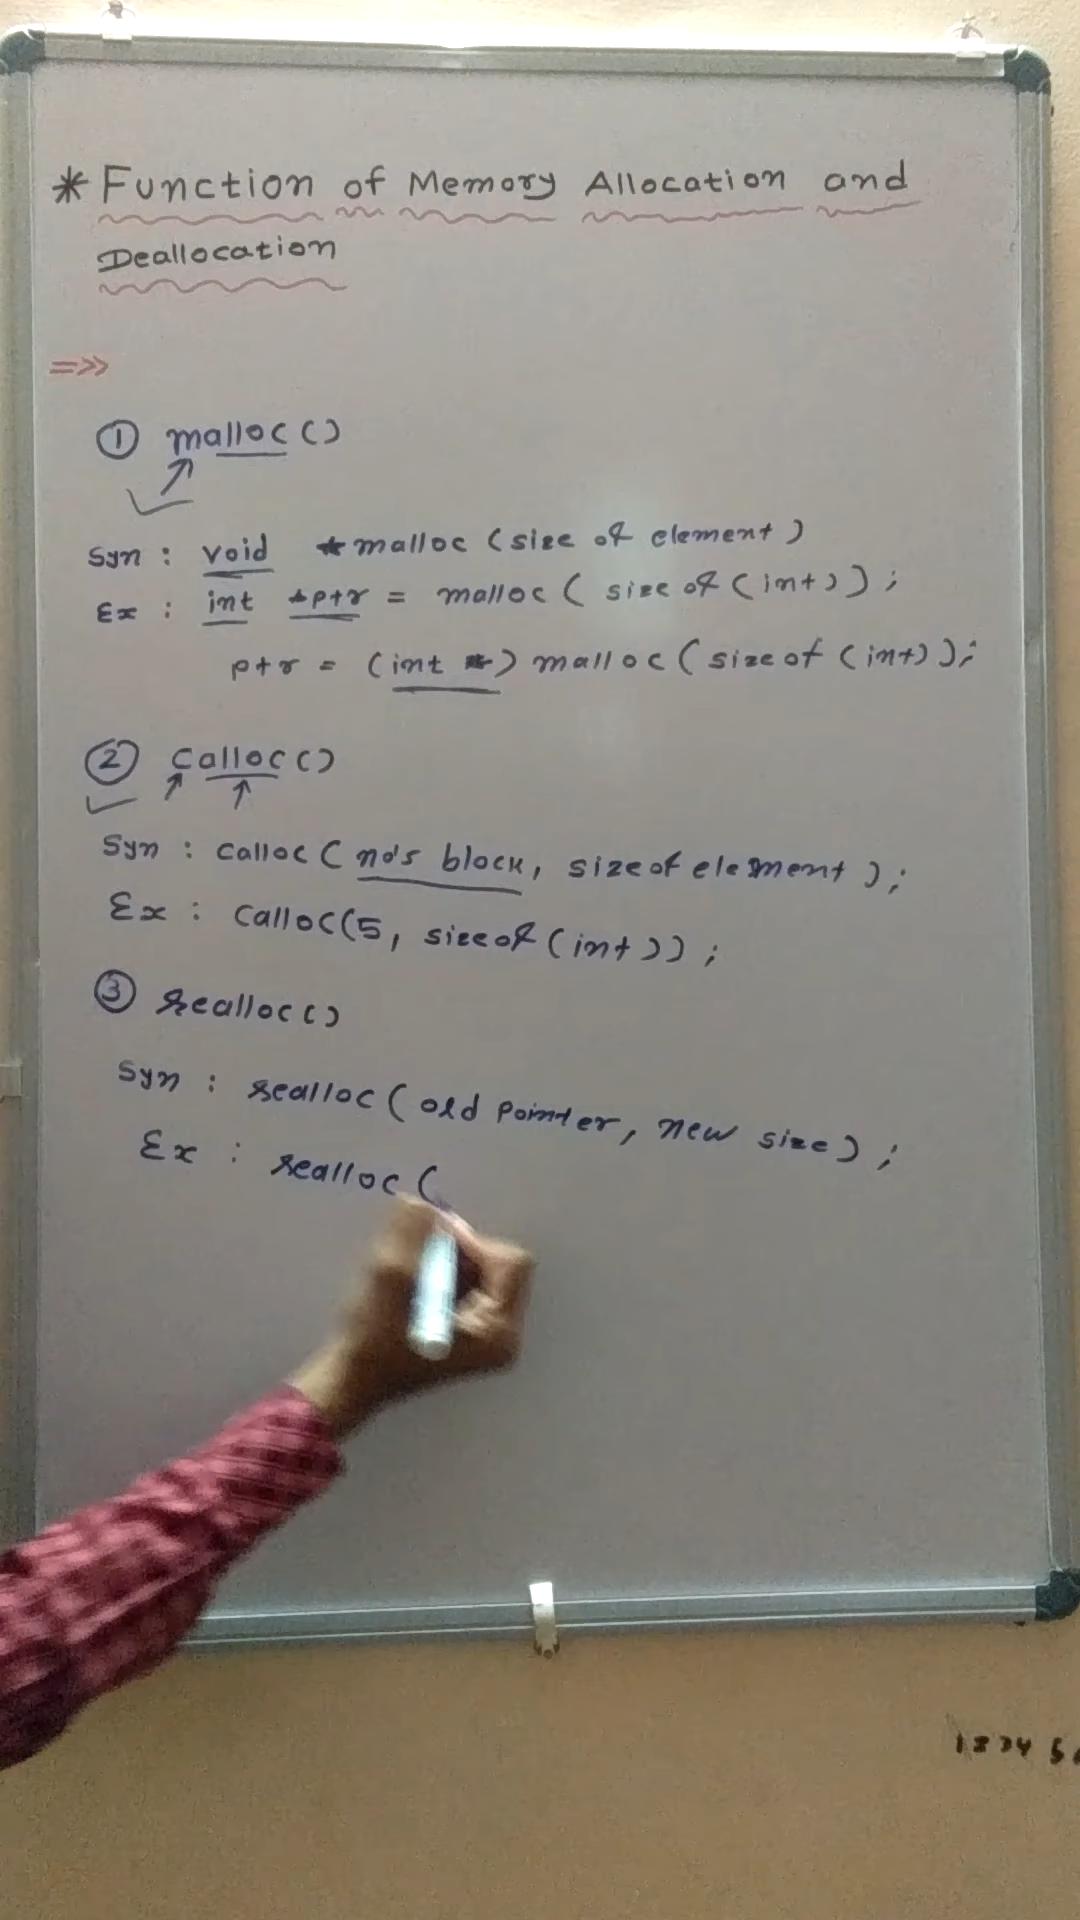 * Function of Memory Allocation and
Deallocation
=>>
① malloc()
Syn : void *malloc (size of element)
Ex : int *ptr = malloc( size of (int));
ptr = (int *) malloc(sizeof (int));
② calloc()
Syn : calloc( no's block, sizeof element );
Ex : calloc(5, sizeof (int));
③ realloc()
Syn : realloc( old pointer, new size);
Ex : realloc (